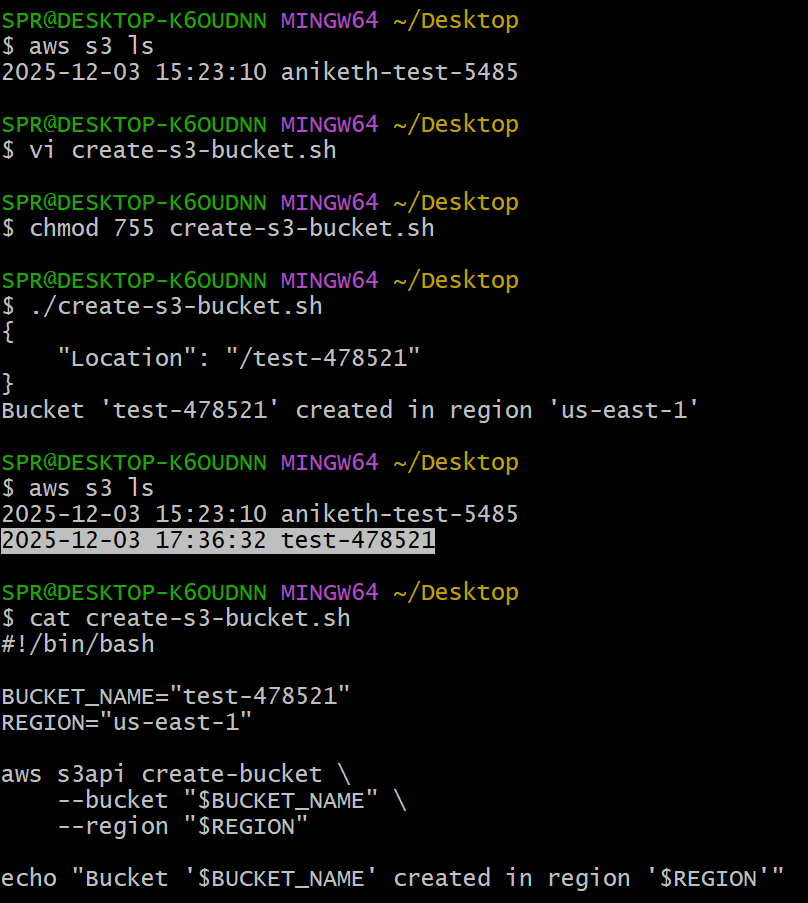 SPR@DESKTOP-K6OUDNN MINGW64 ~/Desktop
$ aws s3 ls
2025-12-03 15:23:10 aniketh-test-5485
SPR@DESKTOP-K6OUDNN MINGW64 ~/Desktop
$ vi create-s3-bucket.sh
SPR@DESKTOP-K6OUDNN MINGW64 ~/Desktop
$ chmod 755 create-s3-bucket.sh
SPR@DESKTOP-K6OUDNN MINGW64 ~/Desktop
$ ./create-s3-bucket.sh
{
    "Location": "/test-478521"
}
Bucket 'test-478521' created in region 'us-east-1'
SPR@DESKTOP-K6OUDNN MINGW64 ~/Desktop
$ aws s3 ls
2025-12-03 15:23:10 aniketh-test-5485
2025-12-03 17:36:32 test-478521
SPR@DESKTOP-K6OUDNN MINGW64 ~/Desktop
$ cat create-s3-bucket.sh
#!/bin/bash
BUCKET_NAME="test-478521"
REGION="us-east-1"
aws s3api create-bucket \
    --bucket "$BUCKET_NAME" \
    --region "$REGION"
echo "Bucket '$BUCKET_NAME' created in region '$REGION'"